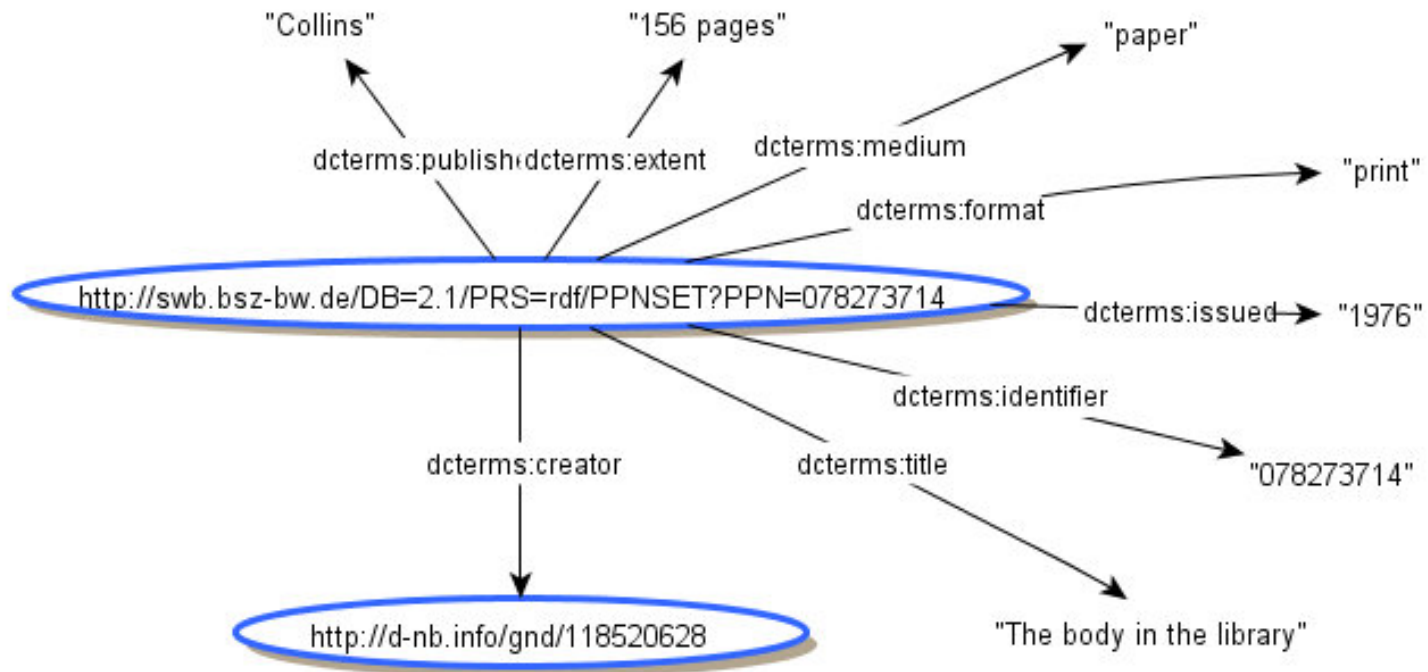 "Collins"
"156 pages"
"paper"
dcterms:publishe
dcterms:extent
dcterms:medium
"print"
dcterms:format
http://swb.bsz-bw.de/DB=2.1/PRS=rdf/PPNSET?PPN=078273714
dcterms:issued
"1976"
dcterms:identifier
dcterms:creator
dcterms:title
"078273714"
http://d-nb.info/gnd/118520628
"The body in the library"